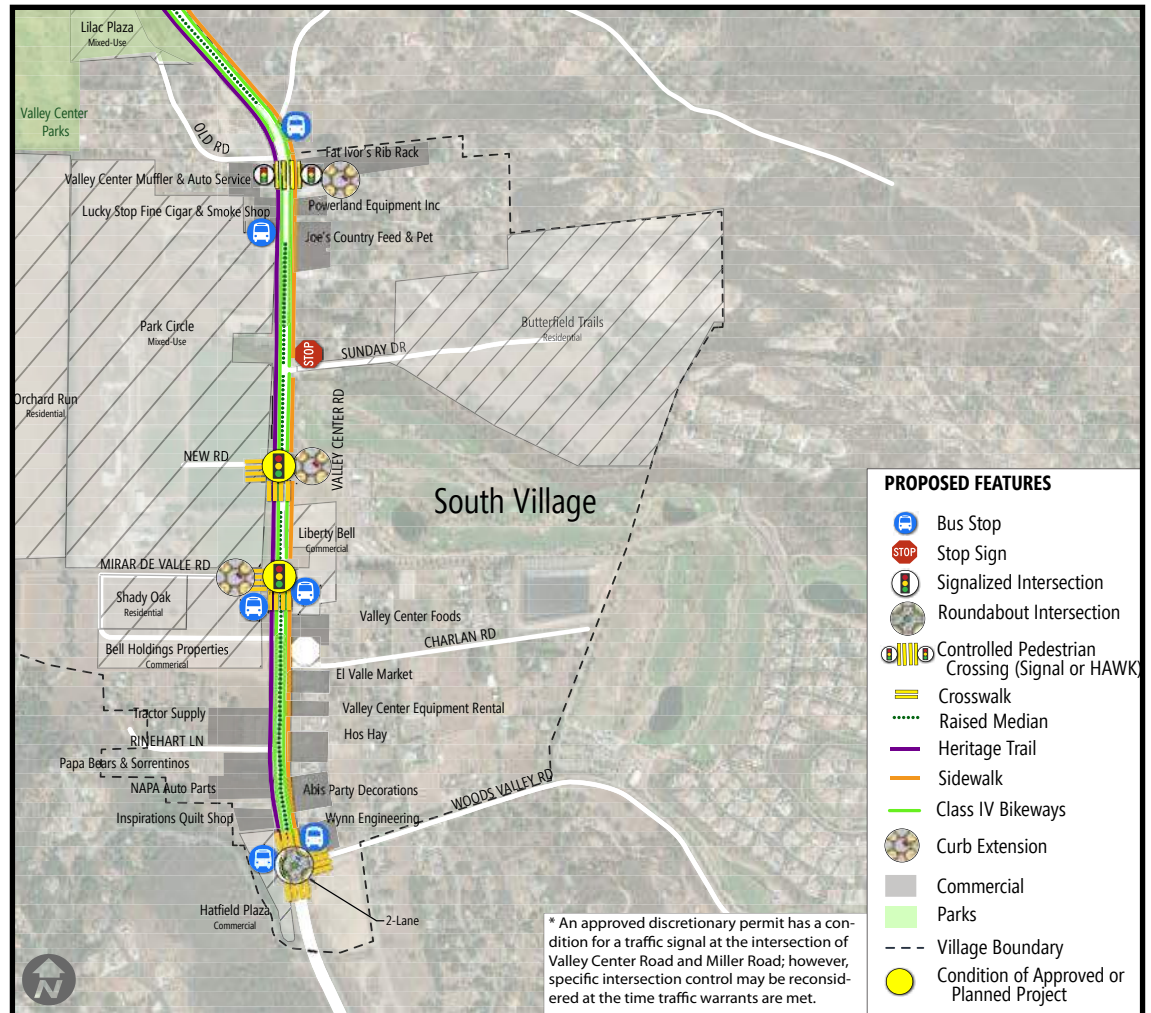 Lilac Plaza
Mixed-Use
Valley Center
Parks
OLD RD
Fat Ivor's Rib Rack
Valley Center Muffler & Auto Service
Lucky Stop Fine Cigar & Smoke Shop
Powerland Equipment Inc
Joe's Country Feed & Pet
Park Circle
Mixed-Use
Butterfield Trails
Residential
STOP
SUNDAY DR
Orchard Run
Residential
VALLEY CENTER RD
NEW RD
South Village
Liberty Bell
Commercial
MIRAR DE VALLE RD
Shady Oak
Residential
Valley Center Foods
CHARLAN RD
Bell Holdings Properties
Commerical
El Valle Market
Tractor Supply
Valley Center Equipment Rental
RINEHART LN
Hos Hay
Papa Bears & Sorrentinos
NAPA Auto Parts
Abis Party Decorations
WOODS VALLEY RD
Inspirations Quilt Shop
Wynn Engineering
Hatfield Plaza
Commercial
2-Lane
N
* An approved discretionary permit has a con-
dition for a traffic signal at the intersection of
Valley Center Road and Miller Road; however,
specific intersection control may be reconsid-
ered at the time traffic warrants are met.
PROPOSED FEATURES
Bus Stop
STOP
Stop Sign
Signalized Intersection
Roundabout Intersection
Controlled Pedestrian
Crossing (Signal or HAWK)
Crosswalk
Raised Median
Heritage Trail
Sidewalk
Class IV Bikeways
Curb Extension
Commercial
Parks
Village Boundary
Condition of Approved or
Planned Project